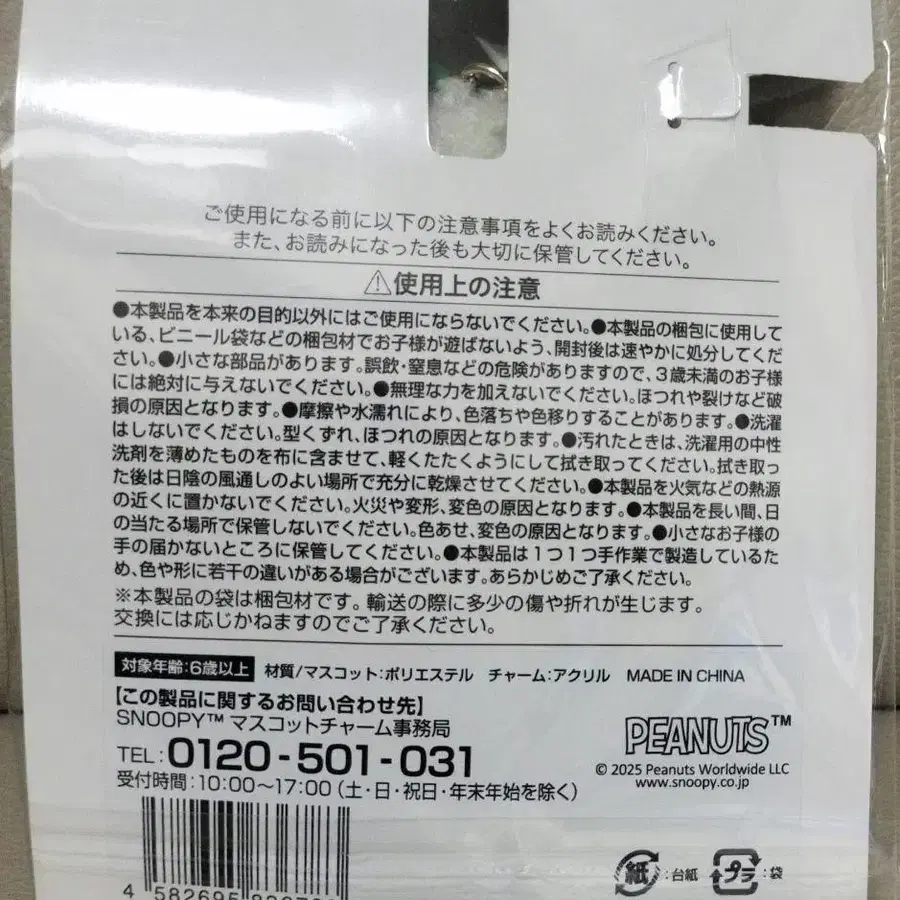 ご使用になる前に以下の注意事項をよくお読みください。
また、お読みになった後も大切に保管してください。
⚠使用上の注意
●本製品を本来の目的以外にはご使用にならないでください。●本製品の梱包に使用して
いる、ビニール袋などの梱包材でお子様が遊ばないよう、開封後は速やかに処分してくだ
さい。●小さな部品があります。誤飲・窒息などの危険がありますので、3歳未満のお子様
には絶対に与えないでください。●無理な力を加えないでください。ほつれや裂けなど破
損の原因となります。●摩擦や水濡れにより、色落ちや色移りすることがあります。●洗濯
はしないでください。型くずれ、ほつれの原因となります。●汚れたときは、洗濯用の中性
洗剤を薄めたものを布に含ませて、軽くたたくようにして拭き取ってください。拭き取っ
た後は日陰の風通しのよい場所で充分に乾燥させてください。●本製品を火気などの熱源
の近くに置かないでください。火災や変形、変色の原因となります。●本製品を長い間、日
の当たる場所で保管しないでください。色あせ、変色の原因となります。●小さなお子様の
手の届かないところに保管してください。●本製品は1つ1つ手作業で製造しているた
め、色や形に若干の違いがある場合がございます。あらかじめご了承ください。
※本製品の袋は梱包材です。輸送の際に多少の傷や折れが生じます。
交換には応じかねますのでご了承ください。
対象年齢:6歳以上 材質/マスコット:ポリエステル チャーム:アクリル MADE IN CHINA
【この製品に関するお問い合わせ先】
SNOOPY™ マスコットチャーム事務局
TEL:0120-501-031
受付時間:10:00～17:00(土・日・祝日・年末年始を除く)
PEANUTS™
© 2025 Peanuts Worldwide LLC
www.snoopy.co.jp
4 582695
紙:台紙 プラ:袋